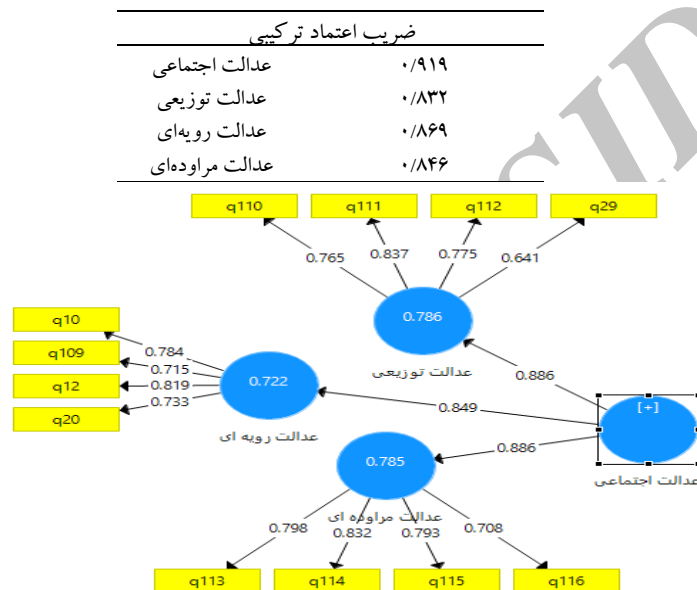 ضریب اعتماد ترکیبی
عدالت اجتماعی ۰/۹۱۹
عدالت توزیعی ۰/۸۳۲
عدالت رویه‌ای ۰/۸۶۹
عدالت مراوده‌ای ۰/۸۴۶
SID
q110 q111 q112 q29
0.765 0.837 0.775 0.641
0.786
عدالت توزیعی
q10
q109
q12
q20
0.784
0.715
0.819
0.733
0.722
عدالت رویه ای
0.886
0.849
0.886
[+]
عدالت اجتماعی
0.785
عدالت مراوده ای
0.798 0.832 0.793 0.708
q113 q114 q115 q116